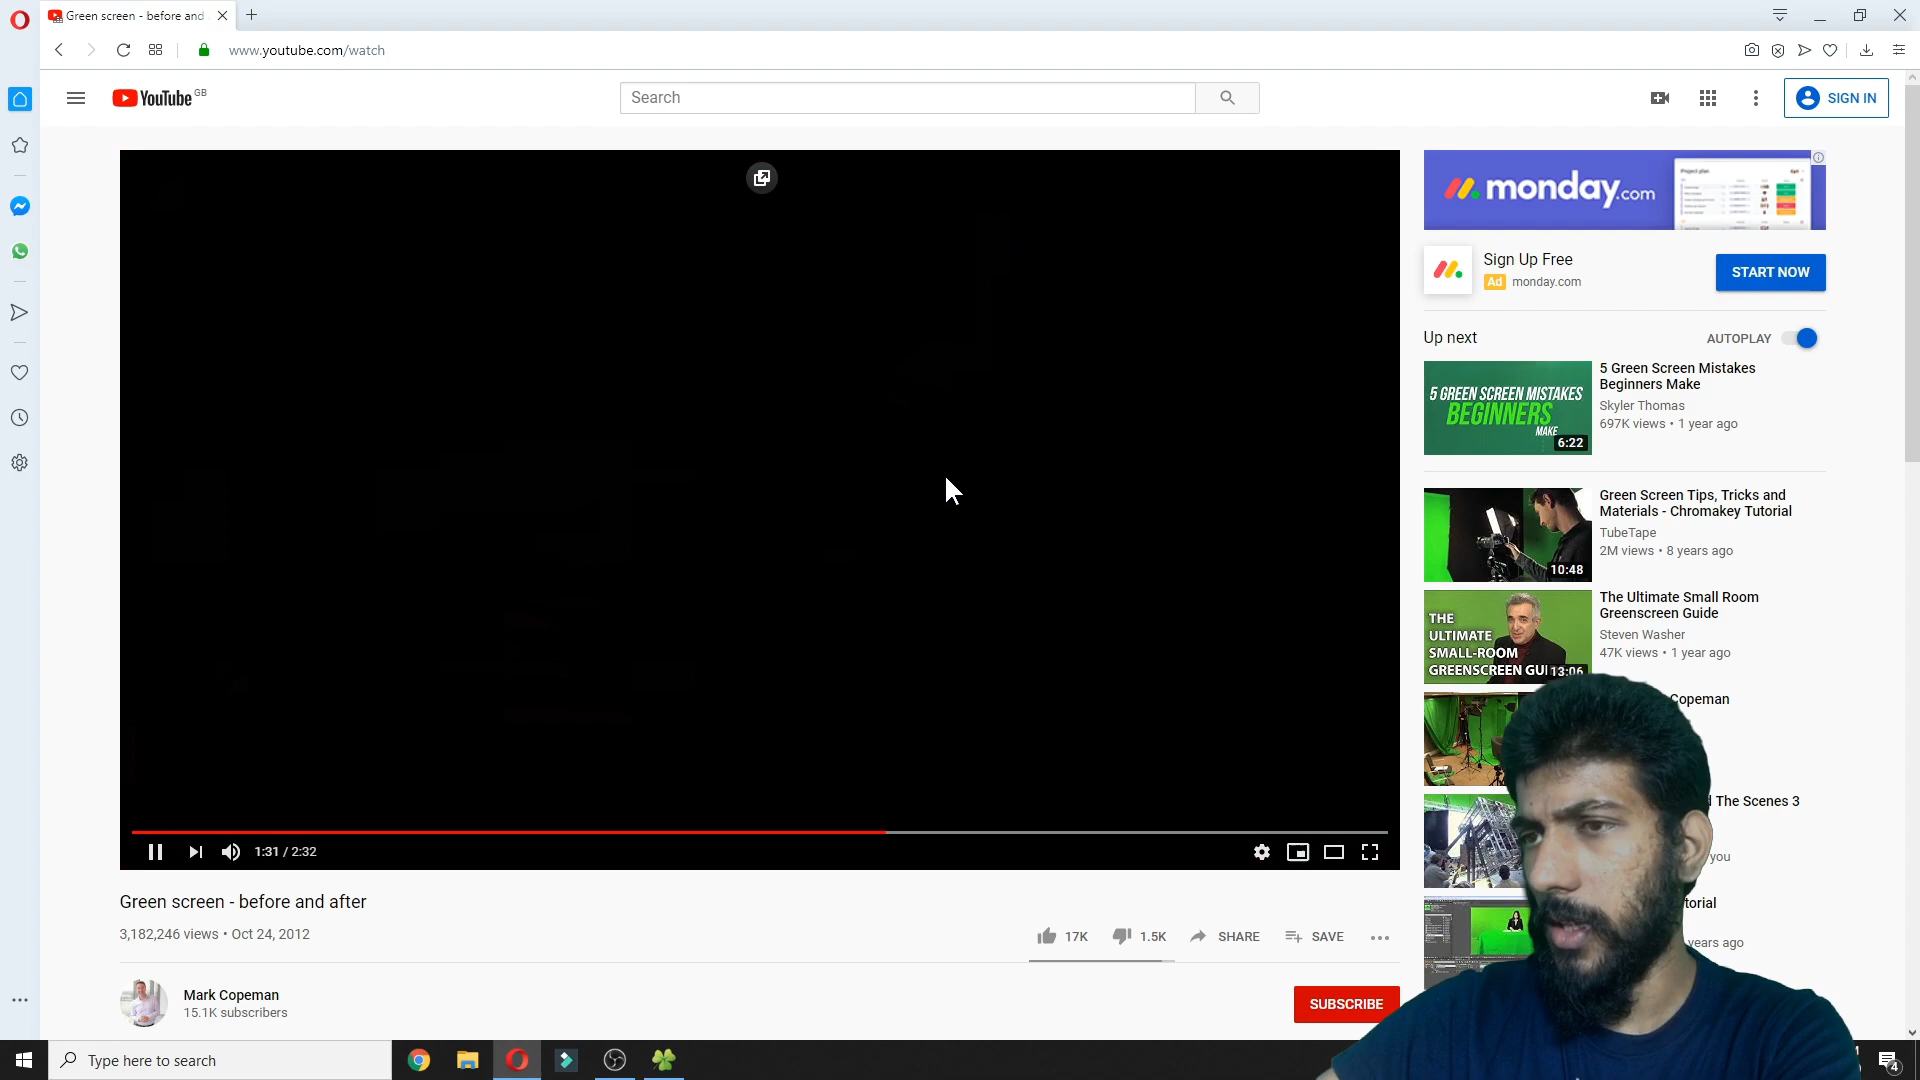 Green screen - before and
www.youtube.com/watch
YouTube GB
Search
SIGN IN
monday.com
Project plan
Sign Up Free
Ad monday.com
START NOW
Up next
AUTOPLAY
5 GREEN SCREEN MISTAKES
BEGINNERS
MAKE
6:22
5 Green Screen Mistakes
Beginners Make
Skyler Thomas
697K views • 1 year ago
10:48
Green Screen Tips, Tricks and
Materials - Chromakey Tutorial
TubeTape
2M views • 8 years ago
THE
ULTIMATE
SMALL-ROOM
GREENSCREEN GUI
13:06
The Ultimate Small Room
Greenscreen Guide
Steven Washer
47K views • 1 year ago
Copeman
The Scenes 3
you
torial
years ago
1:31 / 2:32
Green screen - before and after
3,182,246 views • Oct 24, 2012
17K
1.5K
SHARE
SAVE
Mark Copeman
15.1K subscribers
SUBSCRIBE
Type here to search
4